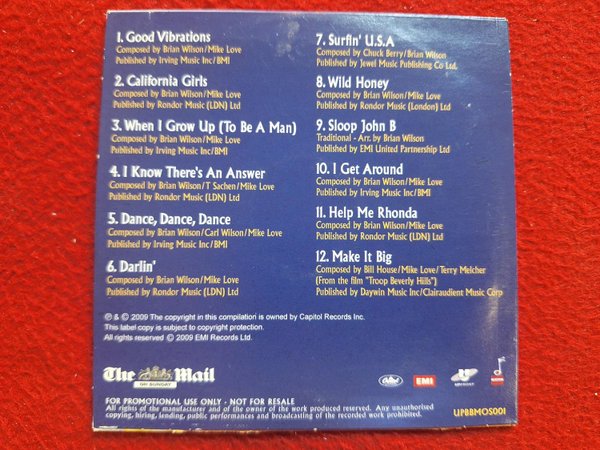 1. Good Vibrations
Composed by Brian Wilson/Mike Love
Published by Irving Music Inc/BMI
2. California Girls
Composed by Brian Wilson/Mike Love
Published by Rondor Music (LDN) Ltd
3. When I Grow Up (To Be A Man)
Composed by Brian Wilson/Mike Love
Published by Irving Music Inc/BMI
4. I Know There's An Answer
Composed by Brian Wilson/T Sachen/Mike Love
Published by Rondor Music (LDN) Ltd
5. Dance, Dance, Dance
Composed by Brian Wilson/Carl Wilson/Mike Love
Published by Irving Music Inc/BMI
6. Darlin'
Composed by Brian Wilson/Mike Love
Published by Rondor Music (LDN) Ltd
7. Surfin' U.S.A
Composed by Chuck Berry/Brian Wilson
Published by Jewel Music Publishing Co Ltd.
8. Wild Honey
Composed by Brian Wilson/Mike Love
Published by Rondor Music (London) Ltd
9. Sloop John B
Traditional - Arr. by Brian Wilson
Published by EMI United Partnership Ltd
10. I Get Around
Composed by Brian Wilson/Mike Love
Published by Irving Music Inc/BMI
11. Help Me Rhonda
Composed by Brian Wilson/Mike Love
Published by Rondor Music (LDN) Ltd
12. Make It Big
Composed by Bill House/Mike Love/Terry Melcher
(From the film "Troop Beverly Hills")
Published by Daywin Music Inc/Clairaudient Music Corp
℗ & © 2009 The copyright in this compilation is owned by Capitol Records Inc.
This label copy is subject to copyright protection.
All rights reserved © 2009 EMI Records Ltd.
The Mail
ON SUNDAY
Capitol
EMI
FOR PROMOTIONAL USE ONLY - NOT FOR RESALE
All rights of the manufacturer and of the owner of the work produced reserved. Any unauthorised
copying, hiring, lending, public performances and broadcasting of the recorded work prohibited.
UPBBMOS001